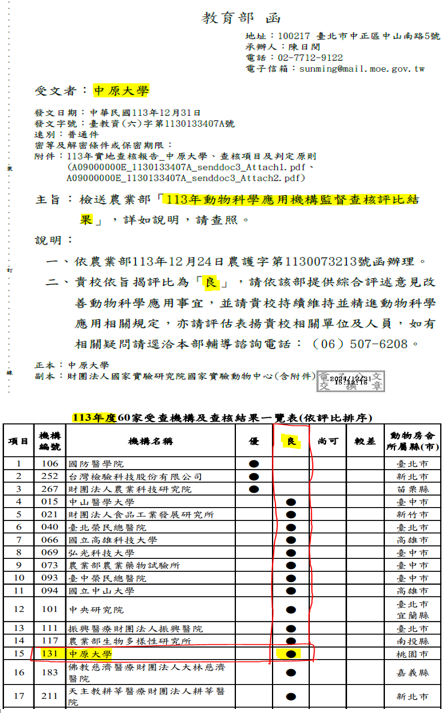 教育部 函
地址：100217 臺北市中正區中山南路5號
承辦人：陳日閔
電話：02-7712-9122
電子信箱：sunming@mail.moe.gov.tw
受文者：中原大學
發文日期：中華民國113年12月31日
發文字號：臺教資(六)字第1130133407A號
速別：普通件
密等及解密條件或保密期限：
附件：113年實地查核報告_中原大學、查核項目及判定原則
(A09000000E_1130133407A_senddoc3_Attach1.pdf、
A09000000E_1130133407A_senddoc3_Attach2.pdf)
主旨：檢送農業部「113年動物科學應用機構監督查核評比結
果」，詳如說明，請查照。
說明：
一、依農業部113年12月24日農護字第1130073213號函辦理。
二、貴校依旨揭評比為「良」，請依該部提供綜合評述意見改
善動物科學應用事宜，並請貴校持續維持並精進動物科學
應用相關規定，亦請評估表揚貴校相關單位及人員，如有
相關疑問請逕洽本部輔導諮詢電話：（06）507-6208。
正本：中原大學
副本：財團法人國家實驗研究院國家實驗動物中心(含附件)
裝
訂
線
113年度60家受查機構及查核結果一覽表(依評比排序)
項目 機構編號 機構名稱 優 良 尚可 較差 動物房舍所屬縣(市)
1 106 國防醫學院 ● 臺北市
2 252 台灣檢驗科技股份有限公司 ● 新北市
3 267 財團法人農業科技研究院 ● 苗栗縣
4 015 中山醫學大學 ● 臺中市
5 021 財團法人食品工業發展研究所 ● 新竹市
6 040 臺北榮民總醫院 ● 臺北市
7 066 國立高雄科技大學 ● 高雄市
8 069 弘光科技大學 ● 臺中市
9 073 農業部農業藥物試驗所 ● 臺中市
10 093 臺中榮民總醫院 ● 臺中市
11 094 國立中山大學 ● 高雄市
12 101 中央研究院 ● 臺北市 宜蘭縣
13 111 振興醫療財團法人振興醫院 ● 臺北市
14 117 農業部生物多樣性研究所 ● 南投縣
15 131 中原大學 ● 桃園市
16 183 佛教慈濟醫療財團法人大林慈濟醫院 ● 嘉義縣
17 211 天主教耕莘醫療財團法人耕莘醫院 ● 新北市